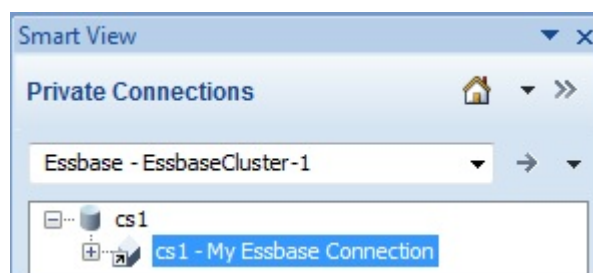 Smart View
Private Connections
Essbase - EssbaseCluster-1
cs1
cs1 - My Essbase Connection